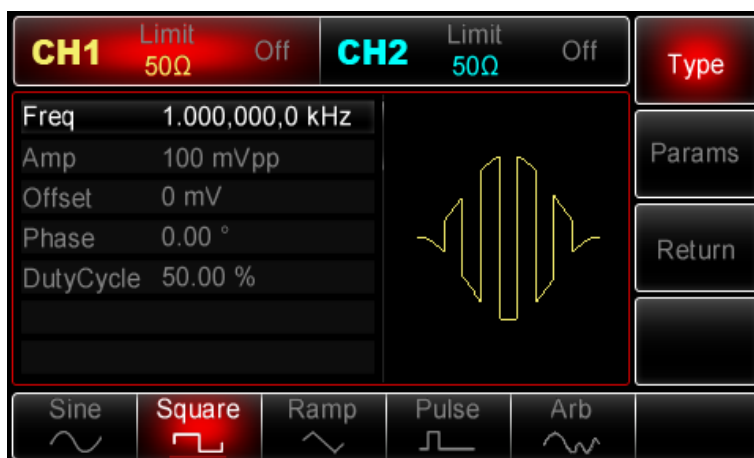 CH1 Limit Off CH2 Limit Off Type
50Ω 50Ω
Freq 1.000,000,0 kHz
Amp 100 mVpp Params
Offset 0 mV
Phase 0.00 ° Return
DutyCycle 50.00 %
Sine Square Ramp Pulse Arb